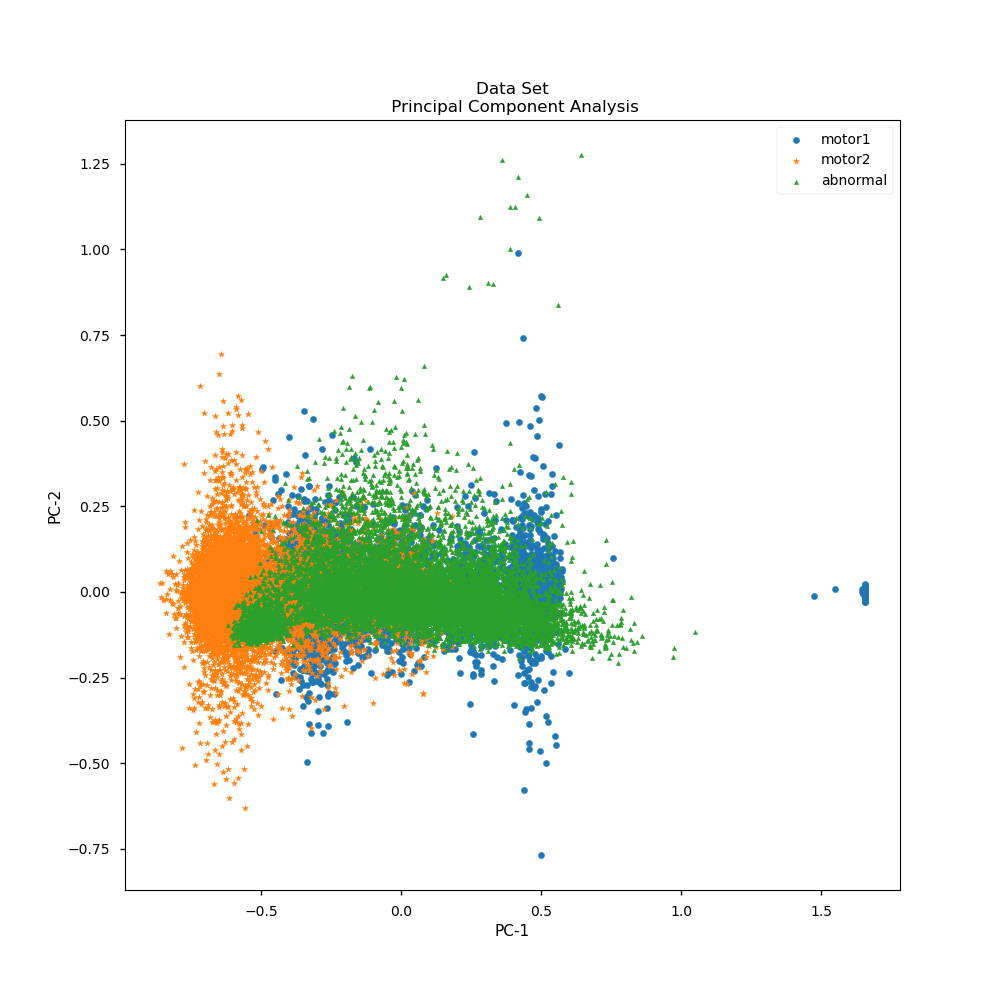 Data Set
Principal Component Analysis
motor1
motor2
abnormal
1.25
1.00
0.75
0.50
0.25
0.00
−0.25
−0.50
−0.75
PC-2
−0.5
0.0
0.5
1.0
1.5
PC-1